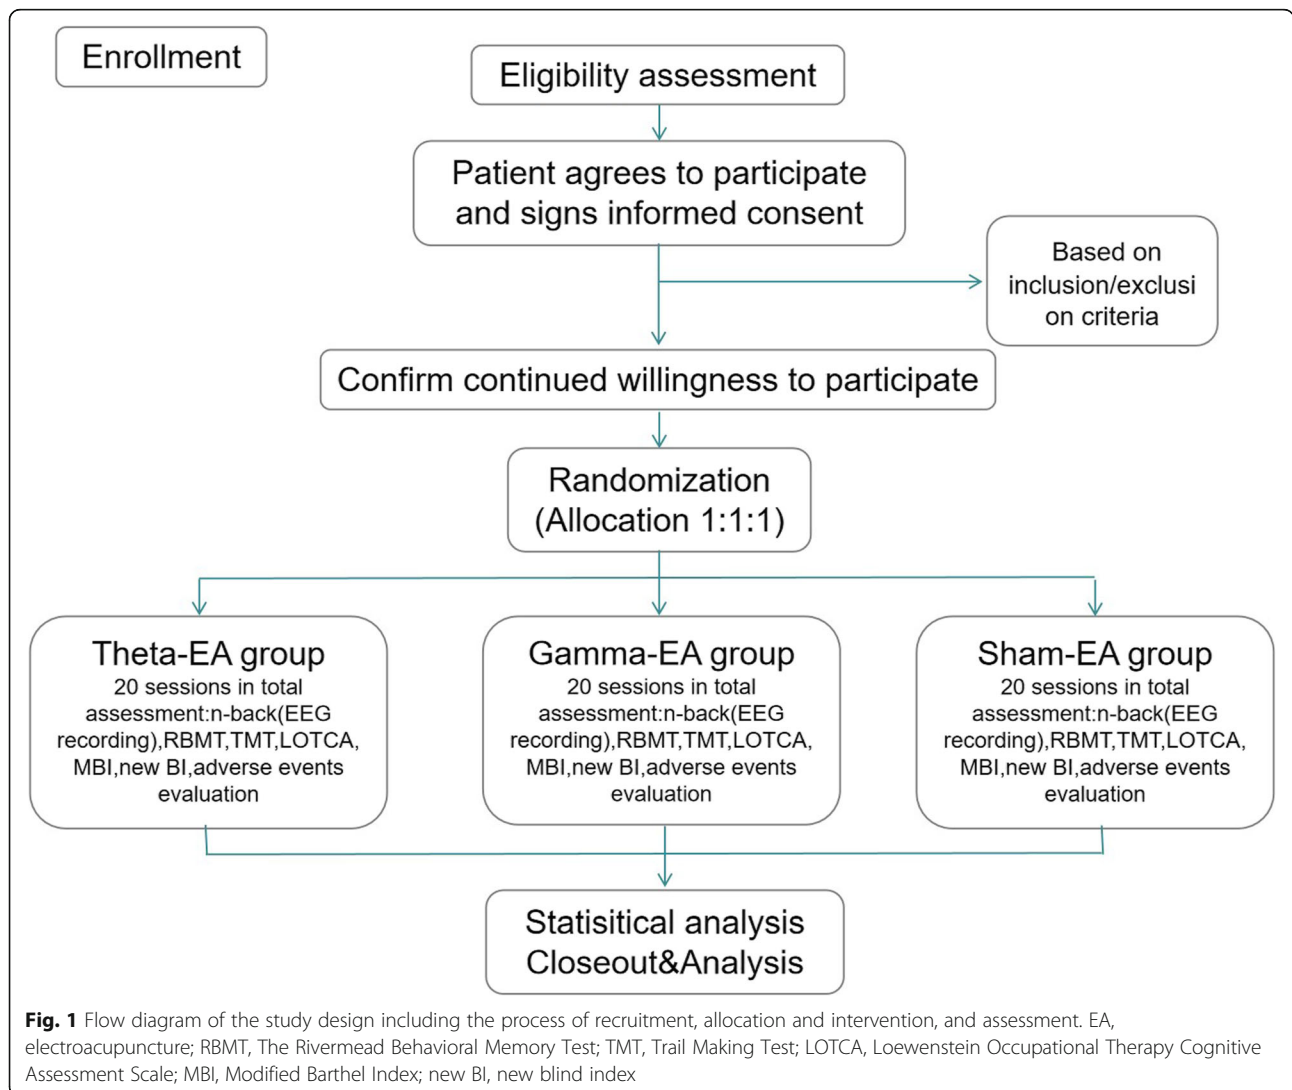 Enrollment
Eligibility assessment
Patient agrees to participate
and signs informed consent
Based on
inclusion/exclusi
on criteria
Confirm continued willingness to participate
Randomization
(Allocation 1:1:1)
Theta-EA group
20 sessions in total
assessment:n-back(EEG
recording),RBMT,TMT,LOTCA,
MBI,new BI,adverse events
evaluation
Gamma-EA group
20 sessions in total
assessment:n-back(EEG
recording),RBMT,TMT,LOTCA,
MBI,new BI,adverse events
evaluation
Sham-EA group
20 sessions in total
assessment:n-back(EEG
recording),RBMT,TMT,LOTCA,
MBI,new BI,adverse events
evaluation
Statisitical analysis
Closeout&Analysis
Fig. 1 Flow diagram of the study design including the process of recruitment, allocation and intervention, and assessment. EA,
electroacupuncture; RBMT, The Rivermead Behavioral Memory Test; TMT, Trail Making Test; LOTCA, Loewenstein Occupational Therapy Cognitive
Assessment Scale; MBI, Modified Barthel Index; new BI, new blind index